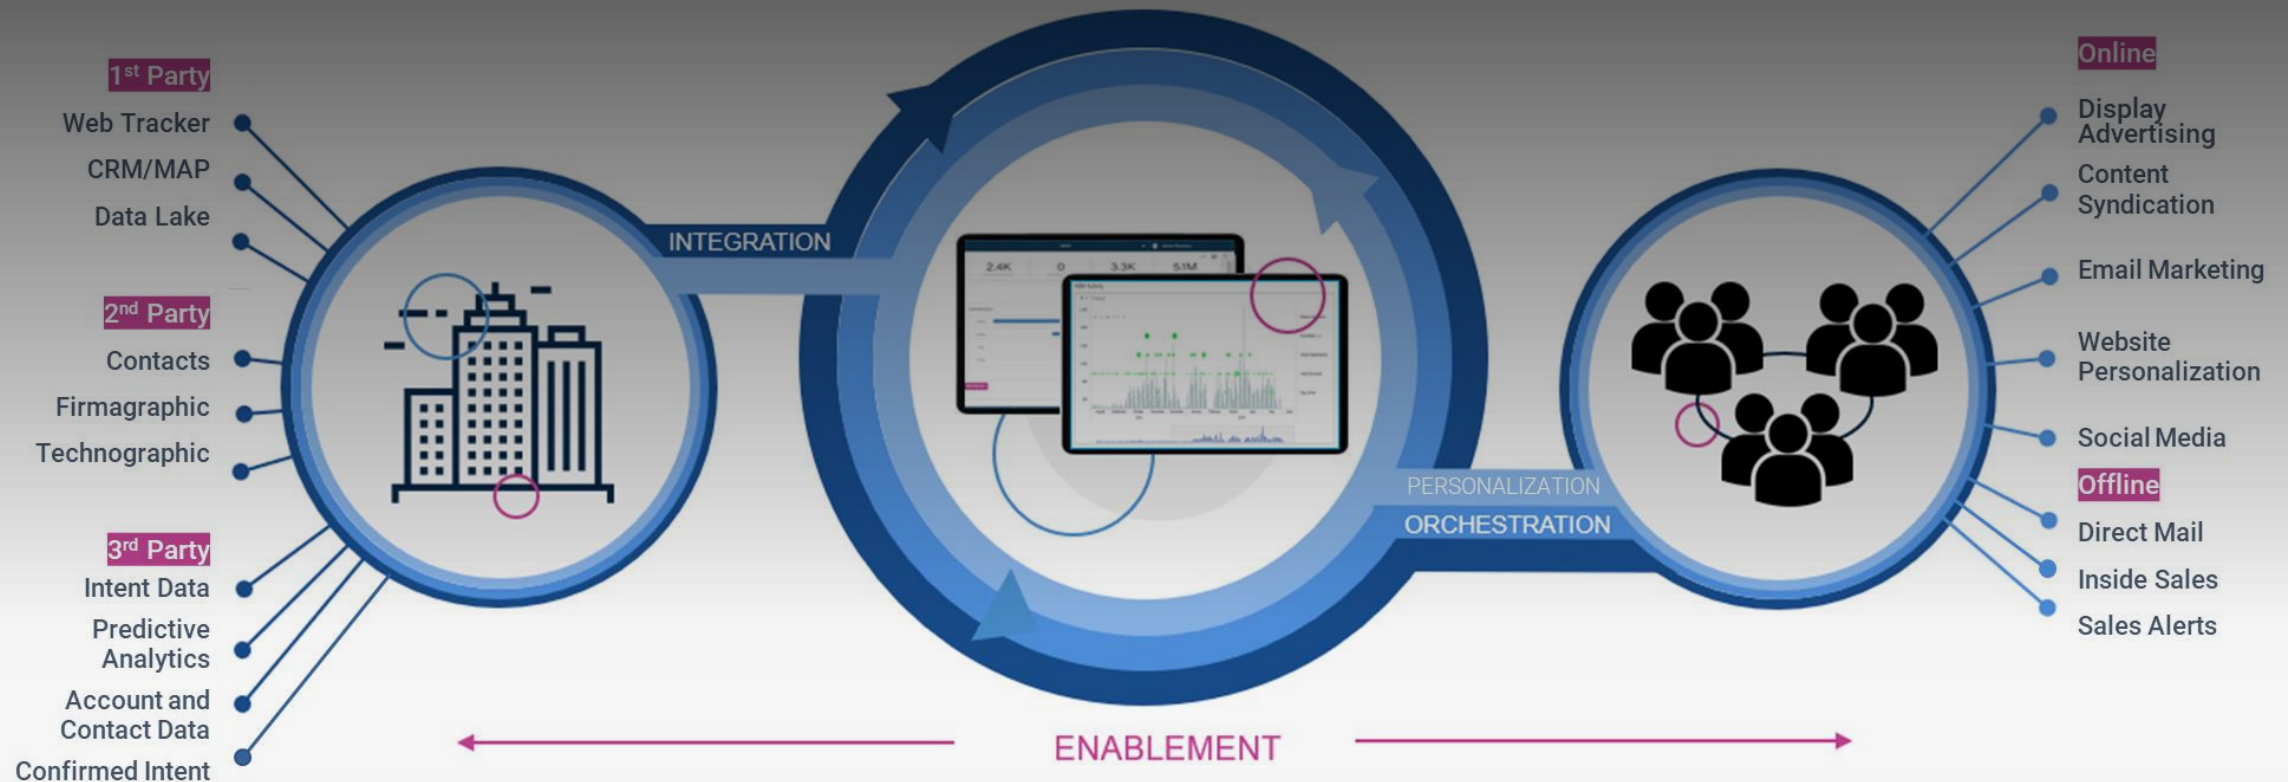 1st Party
Web Tracker
CRM/MAP
Data Lake
2nd Party
Contacts
Firmagraphic
Technographic
3rd Party
Intent Data
Predictive
Analytics
Account and
Contact Data
Confirmed Intent
INTEGRATION
2.4K 0 3.3K 5.1M
PERSONALIZATION
ORCHESTRATION
ENABLEMENT
Online
Display
Advertising
Content
Syndication
Email Marketing
Website
Personalization
Social Media
Offline
Direct Mail
Inside Sales
Sales Alerts